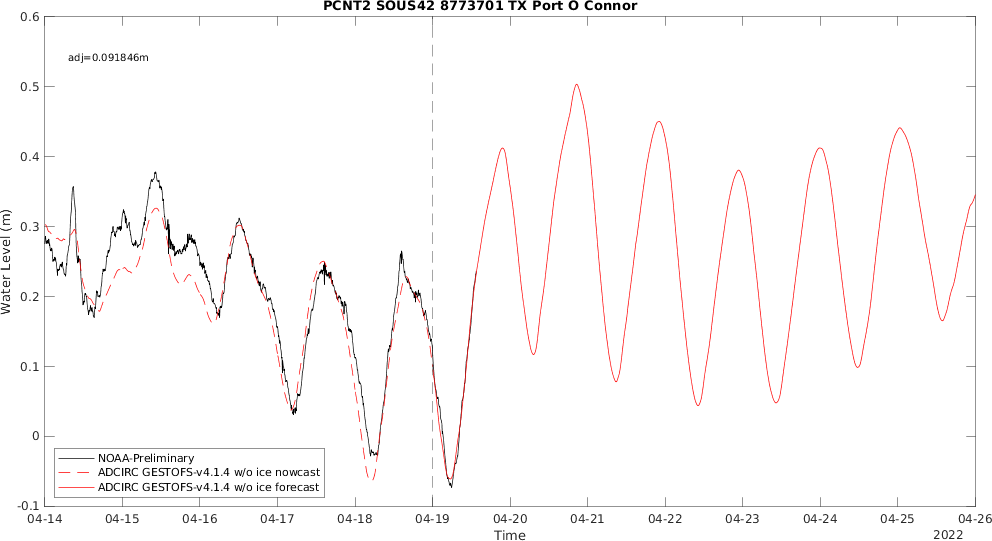 PCNT2 SOUS42 8773701 TX Port O Connor
adj=0.091846m
0.6
0.5
0.4
0.3
0.2
0.1
0
-0.1
Water Level (m)
NOAA-Preliminary
ADCIRC GESTOFS-v4.1.4 w/o ice nowcast
ADCIRC GESTOFS-v4.1.4 w/o ice forecast
04-14 04-15 04-16 04-17 04-18 04-19 04-20 04-21 04-22 04-23 04-24 04-25 04-26
Time
2022